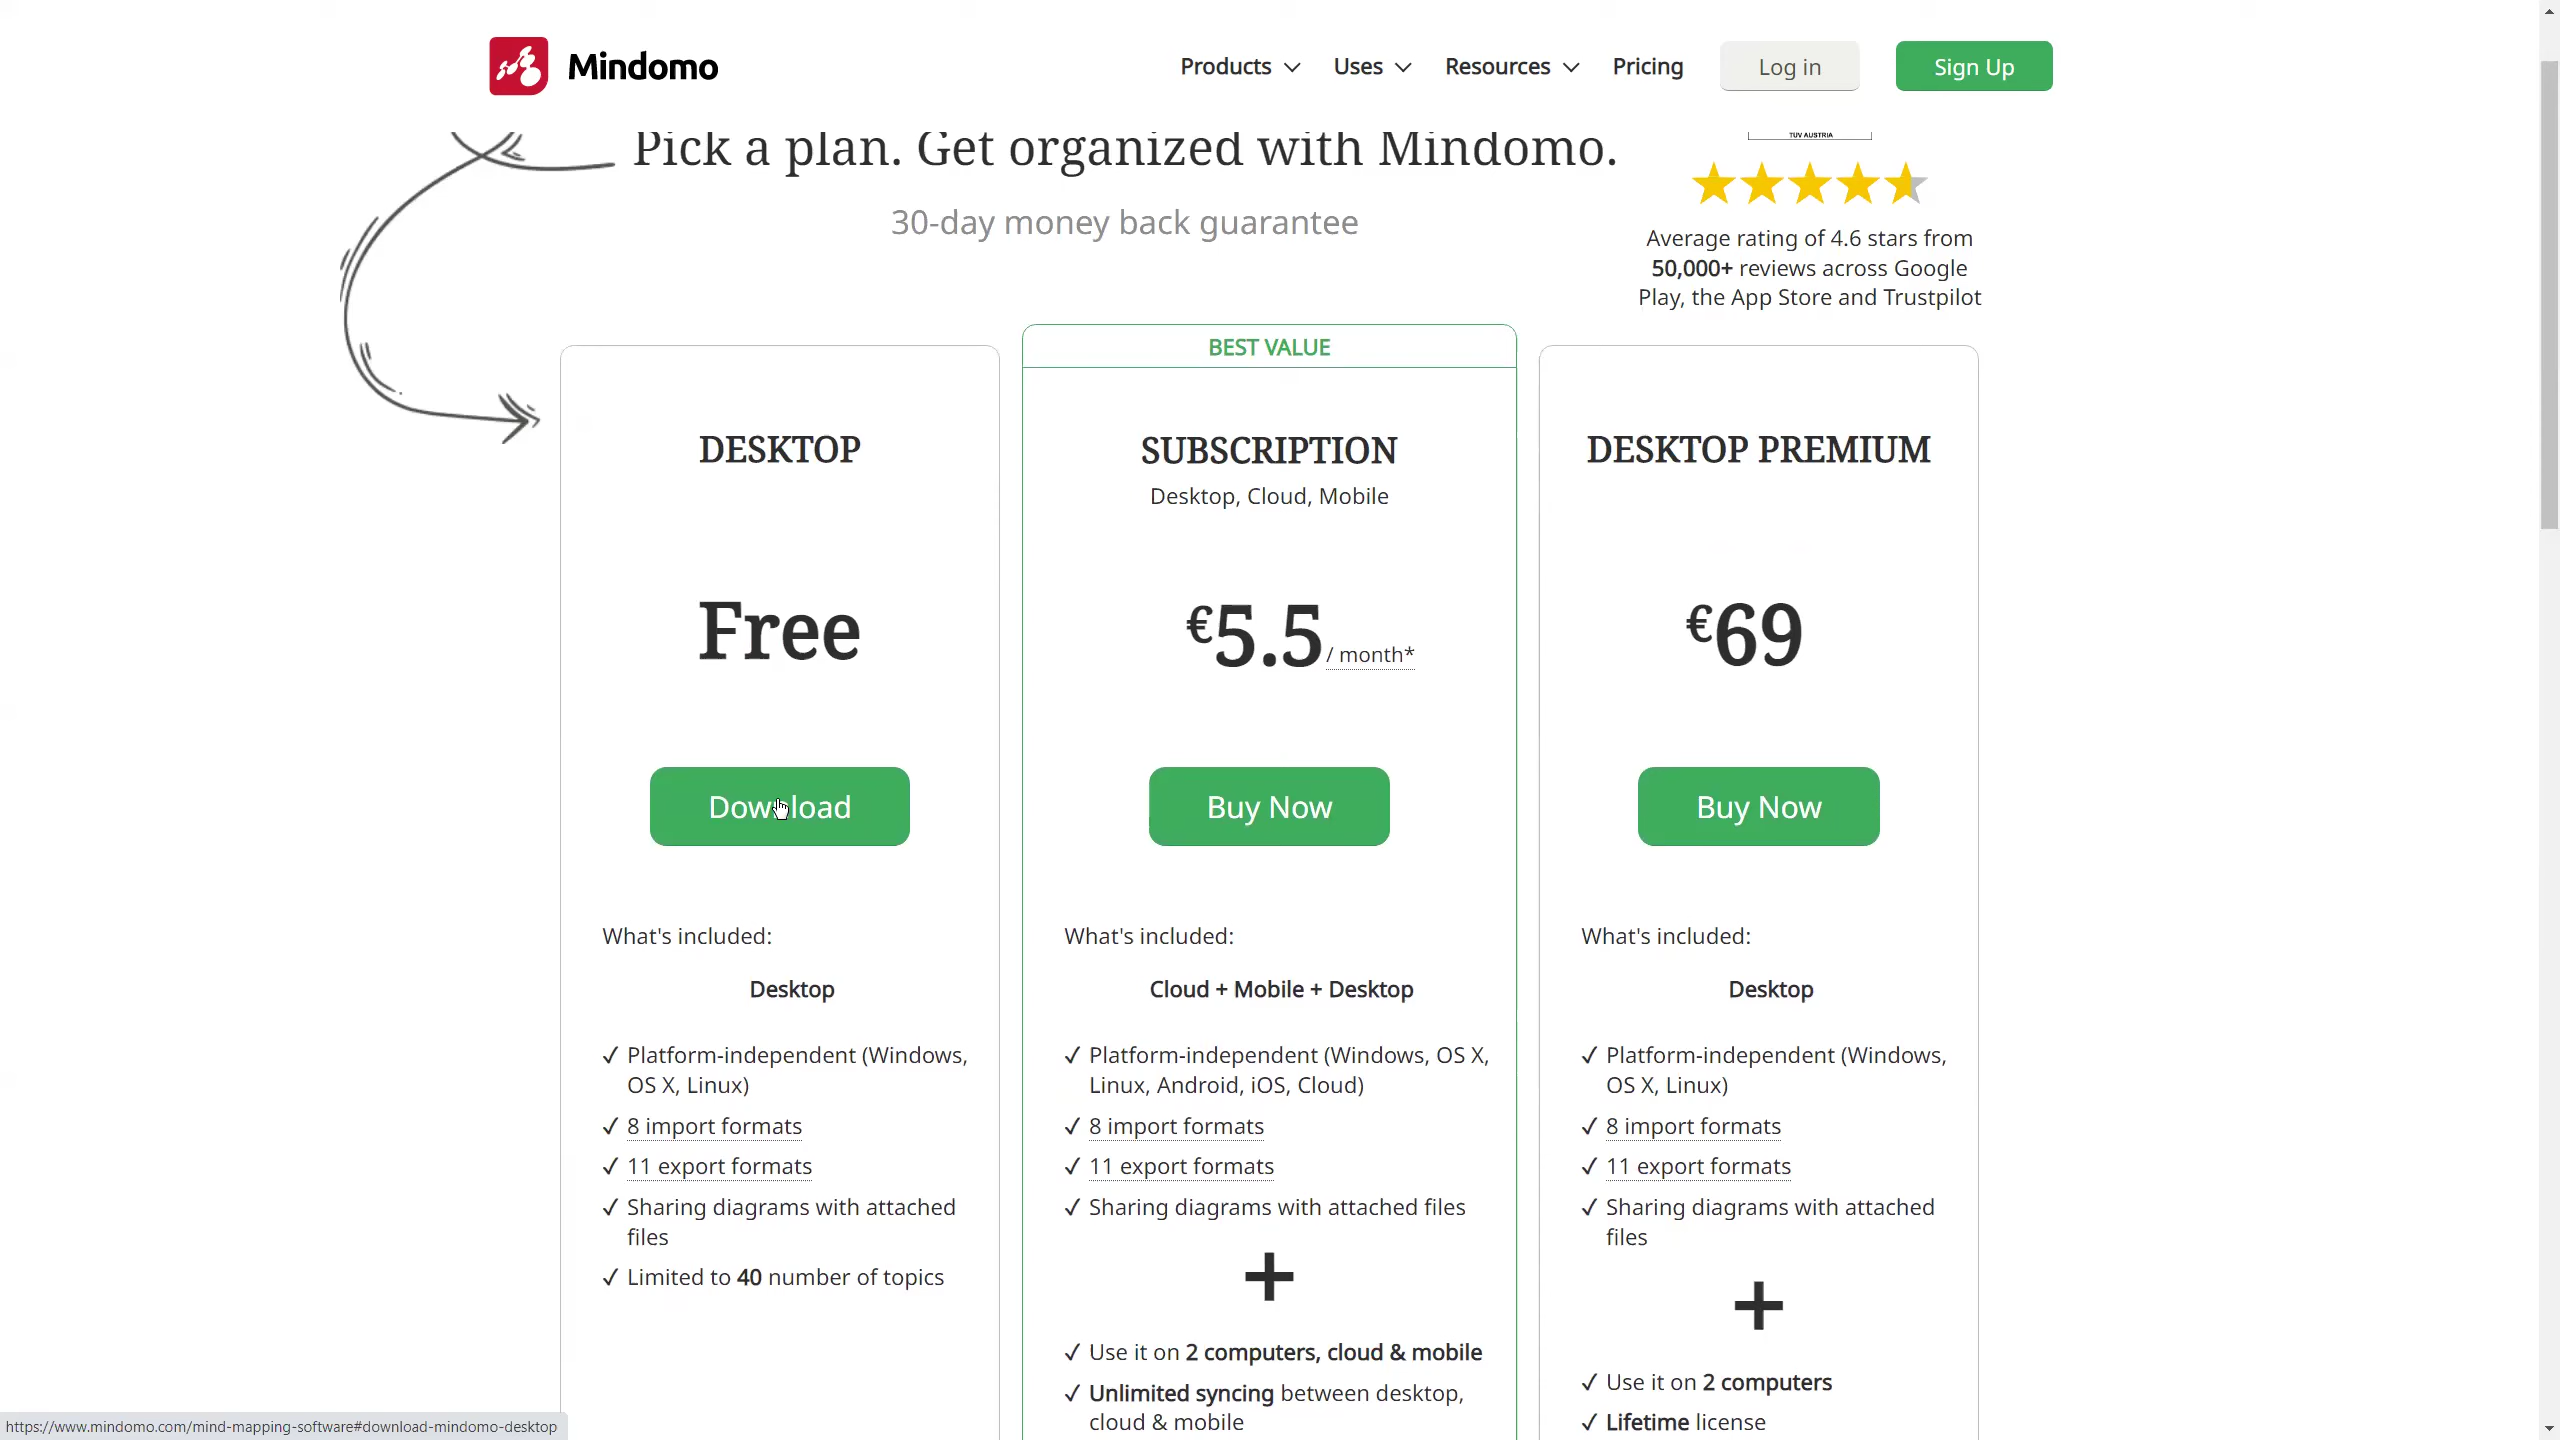 Mindomo
Products
Uses
Resources
Pricing
Log in
Sign Up
Pick a plan. Get organized with Mindomo.
30-day money back guarantee
TÜV AUSTRIA
Average rating of 4.6 stars from
50,000+ reviews across Google
Play, the App Store and Trustpilot
DESKTOP
Free
Download
What's included:
Desktop
✓ Platform-independent (Windows,
OS X, Linux)
✓ 8 import formats
✓ 11 export formats
✓ Sharing diagrams with attached
files
✓ Limited to 40 number of topics
BEST VALUE
SUBSCRIPTION
Desktop, Cloud, Mobile
€5.5 / month*
Buy Now
What's included:
Cloud + Mobile + Desktop
✓ Platform-independent (Windows, OS X,
Linux, Android, iOS, Cloud)
✓ 8 import formats
✓ 11 export formats
✓ Sharing diagrams with attached files
+
✓ Use it on 2 computers, cloud & mobile
✓ Unlimited syncing between desktop,
cloud & mobile
DESKTOP PREMIUM
€69
Buy Now
What's included:
Desktop
✓ Platform-independent (Windows,
OS X, Linux)
✓ 8 import formats
✓ 11 export formats
✓ Sharing diagrams with attached
files
+
✓ Use it on 2 computers
✓ Lifetime license
https://www.mindomo.com/mind-mapping-software#download-mindomo-desktop